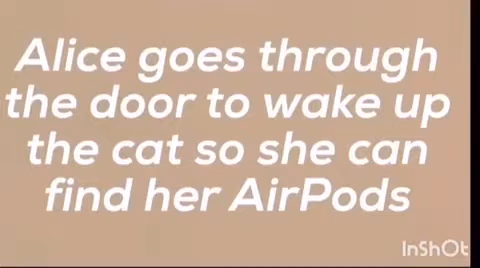 Alice goes through
the door to wake up
the cat so she can
find her AirPods
InShOt